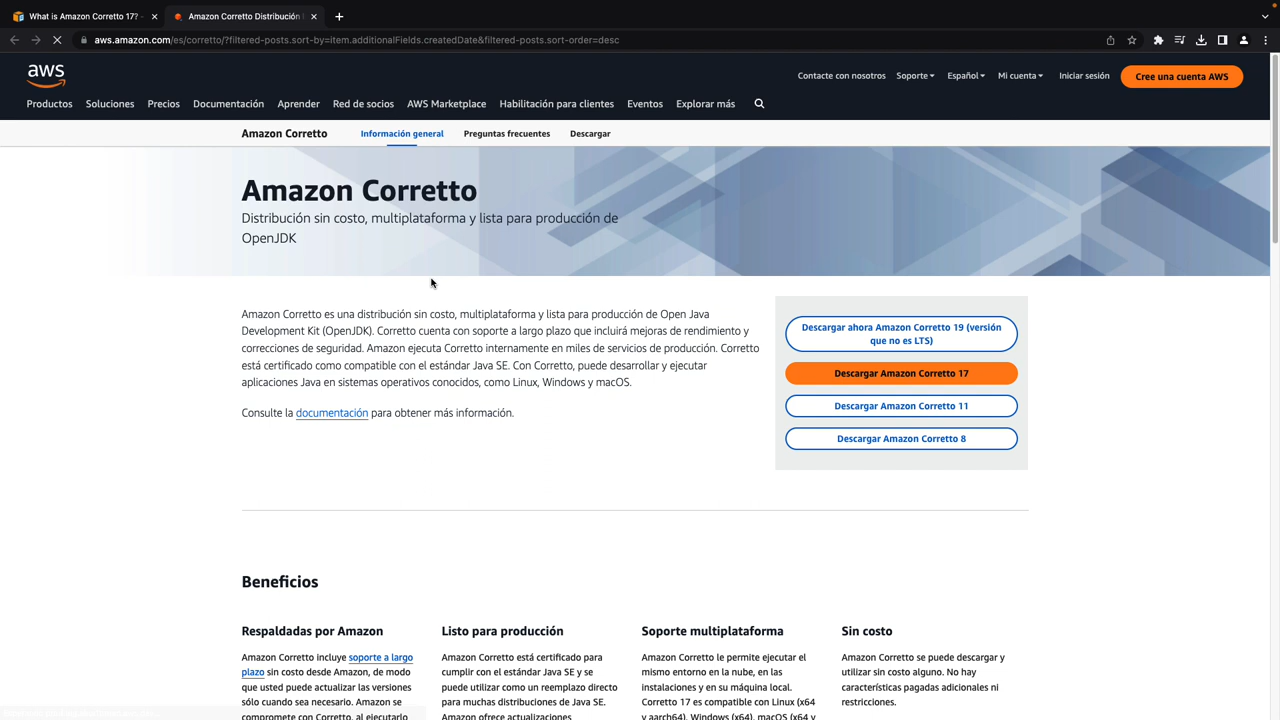 What is Amazon Corretto 17? -
Amazon Corretto Distribución
aws.amazon.com/es/corretto/?filtered-posts.sort-by=item.additionalFields.createdDate&filtered-posts.sort-order=desc
aws
Contacte con nosotros Soporte Español Mi cuenta Iniciar sesión Cree una cuenta AWS
Productos Soluciones Precios Documentación Aprender Red de socios AWS Marketplace Habilitación para clientes Eventos Explorar más
Amazon Corretto Información general Preguntas frecuentes Descargar
Amazon Corretto
Distribución sin costo, multiplataforma y lista para producción de
OpenJDK
Amazon Corretto es una distribución sin costo, multiplataforma y lista para producción de Open Java
Development Kit (OpenJDK). Corretto cuenta con soporte a largo plazo que incluirá mejoras de rendimiento y
correcciones de seguridad. Amazon ejecuta Corretto internamente en miles de servicios de producción. Corretto
está certificado como compatible con el estándar Java SE. Con Corretto, puede desarrollar y ejecutar
aplicaciones Java en sistemas operativos conocidos, como Linux, Windows y macOS.
Consulte la documentación para obtener más información.
Descargar ahora Amazon Corretto 19 (versión
que no es LTS)
Descargar Amazon Corretto 17
Descargar Amazon Corretto 11
Descargar Amazon Corretto 8
Beneficios
Respaldadas por Amazon
Amazon Corretto incluye soporte a largo
plazo sin costo desde Amazon, de modo
que usted puede actualizar las versiones
sólo cuando sea necesario. Amazon se
compromete con Corretto, al ejecutarlo
Listo para producción
Amazon Corretto está certificado para
cumplir con el estándar Java SE y se
puede utilizar como un reemplazo directo
para muchas distribuciones de Java SE.
Amazon ofrece actualizaciones
Soporte multiplataforma
Amazon Corretto le permite ejecutar el
mismo entorno en la nube, en las
instalaciones y en su máquina local.
Corretto 17 es compatible con Linux (x64
y aarch64), Windows (x64), macOS (x64 y
Sin costo
Amazon Corretto se puede descargar y
utilizar sin costo alguno. No hay
características pagadas adicionales ni
restricciones.